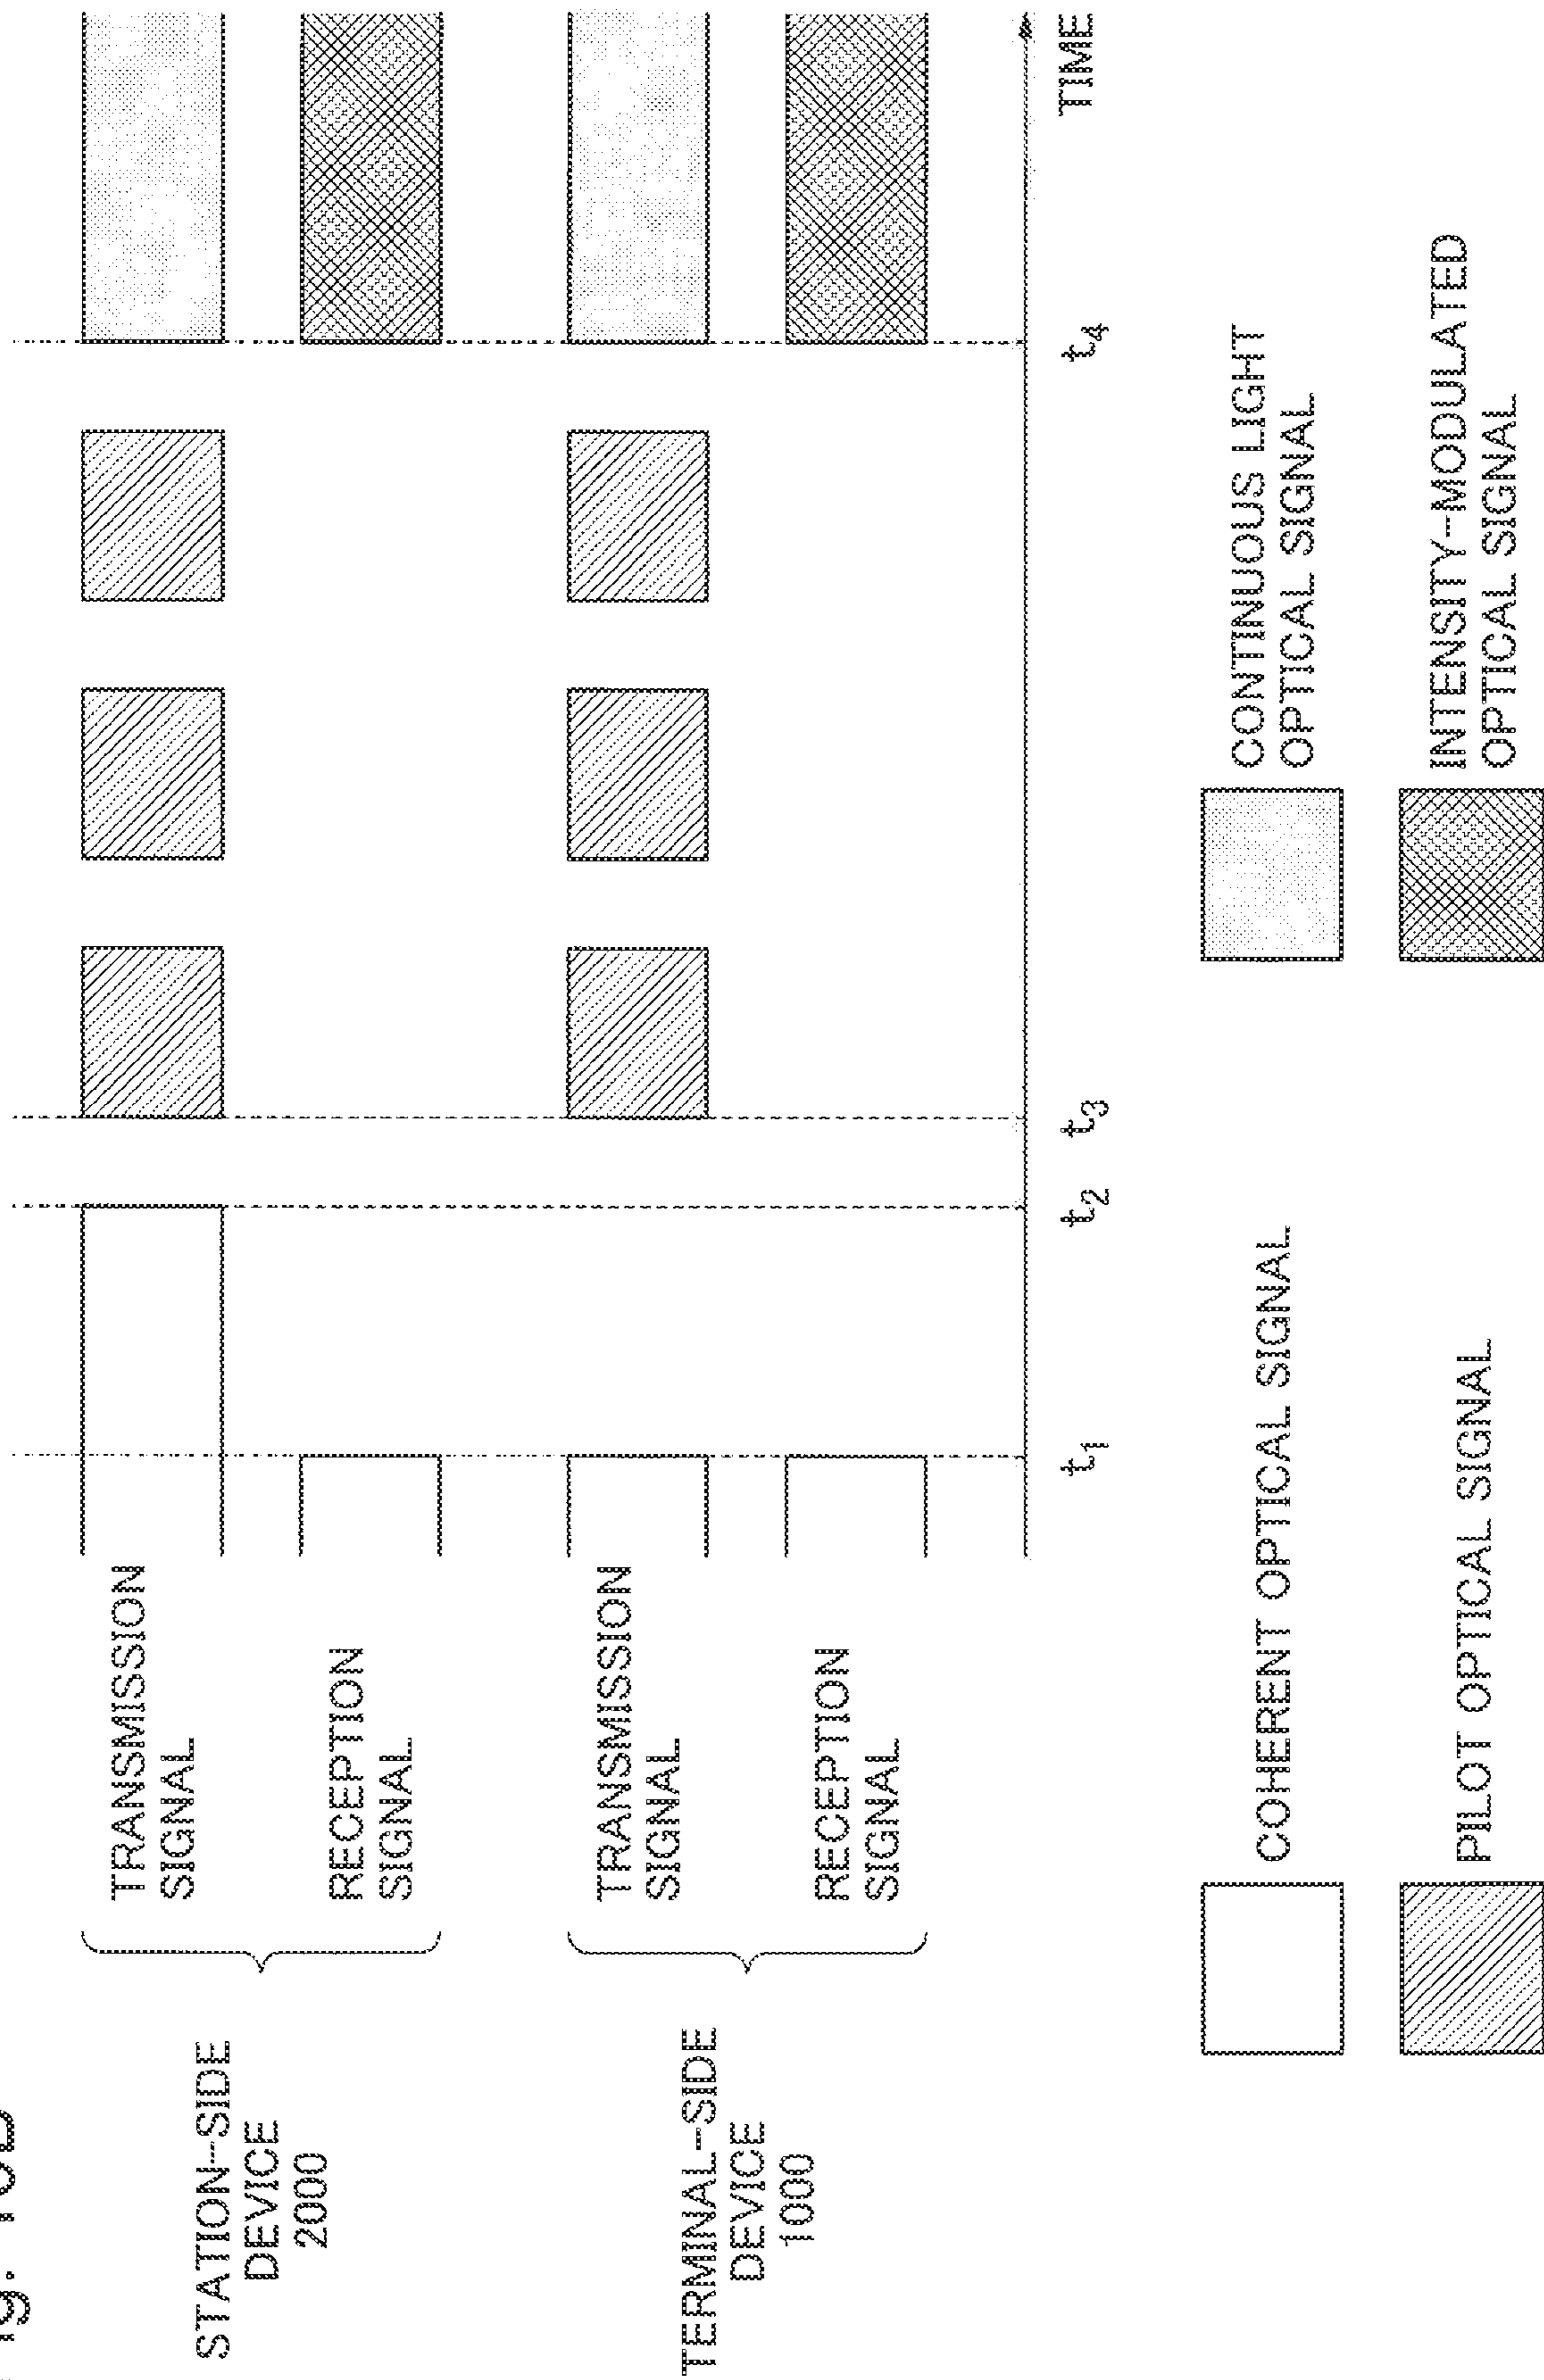 STATION-SIDE
DEVICE
2000
TRANSMISSION
SIGNAL
RECEPTION
SIGNAL
TERMINAL-SIDE
DEVICE
1000
TRANSMISSION
SIGNAL
RECEPTION
SIGNAL
t1 t2 t3 t4 TIME
COHERENT OPTICAL SIGNAL
CONTINUOUS LIGHT
OPTICAL SIGNAL
PILOT OPTICAL SIGNAL
INTENSITY-MODULATED
OPTICAL SIGNAL